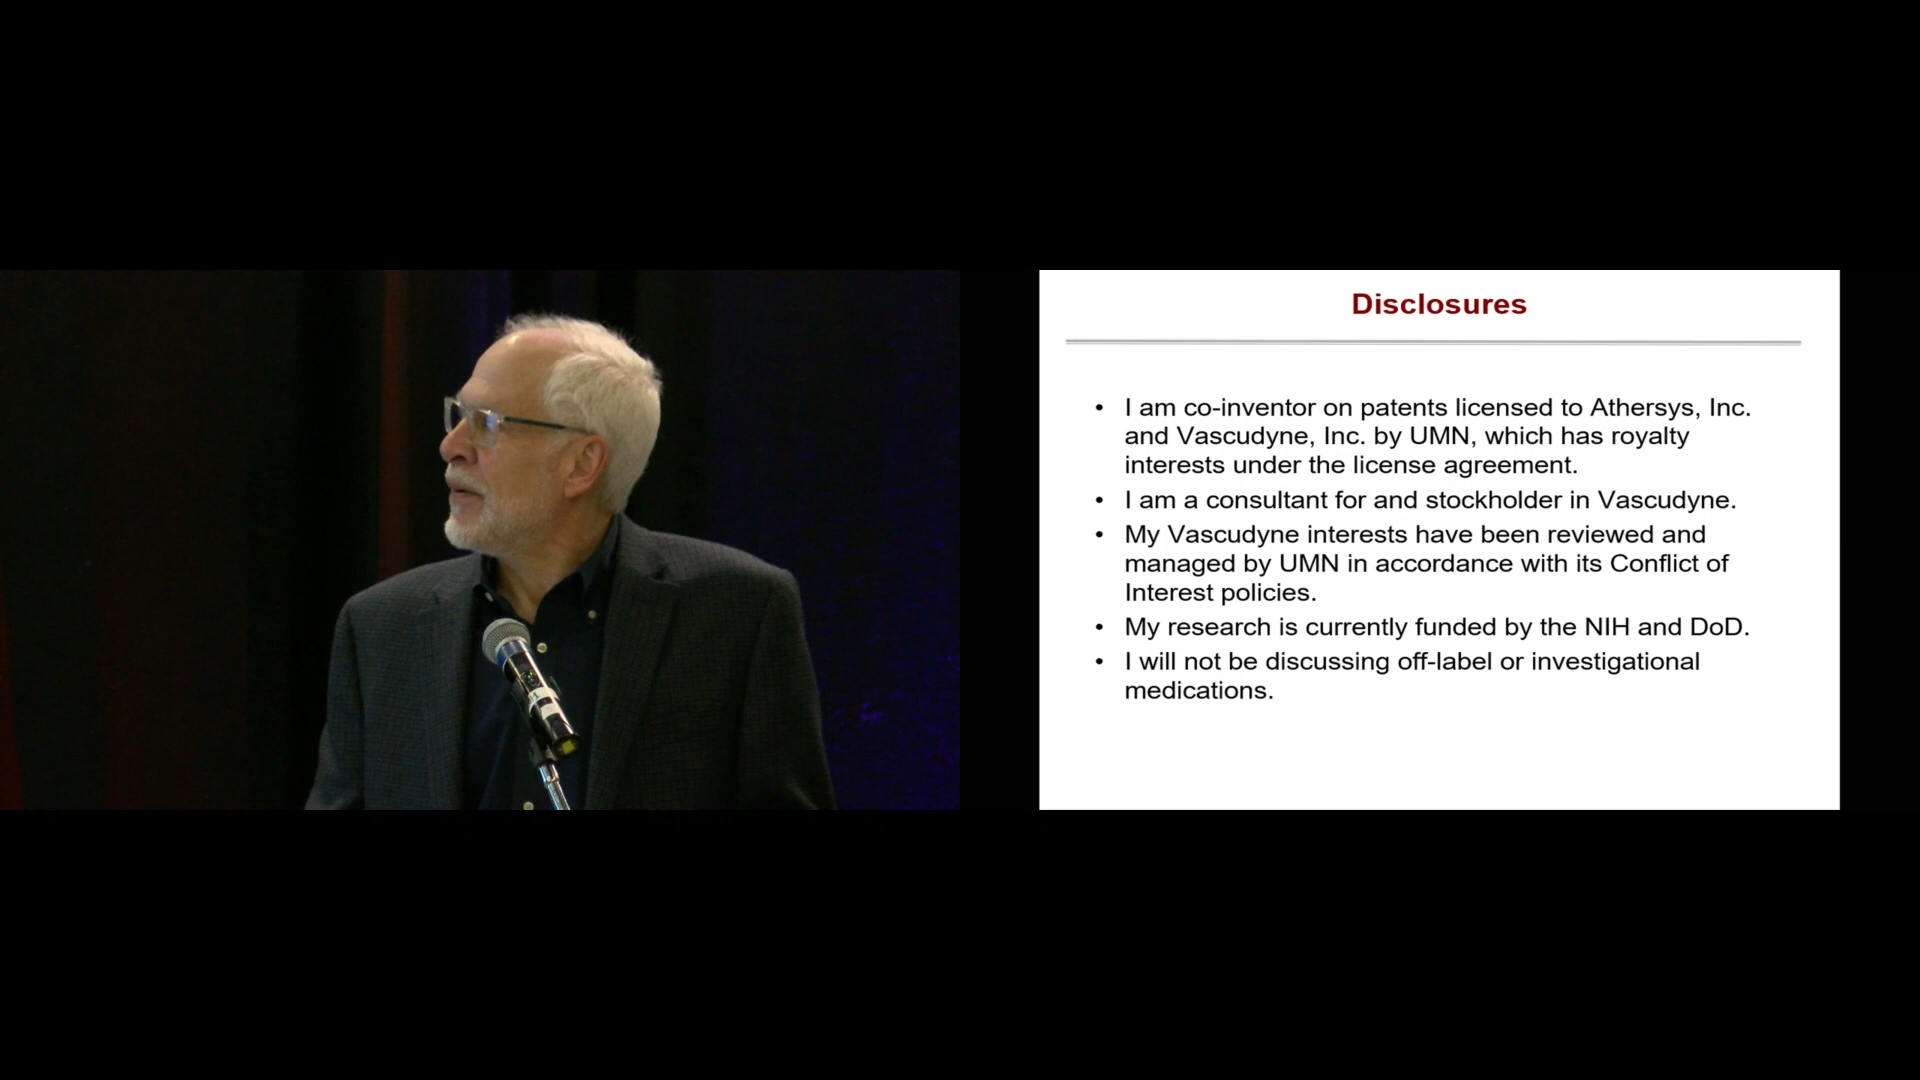 Disclosures
• I am co-inventor on patents licensed to Athersys, Inc.
and Vascudyne, Inc. by UMN, which has royalty
interests under the license agreement.
• I am a consultant for and stockholder in Vascudyne.
• My Vascudyne interests have been reviewed and
managed by UMN in accordance with its Conflict of
Interest policies.
• My research is currently funded by the NIH and DoD.
• I will not be discussing off-label or investigational
medications.